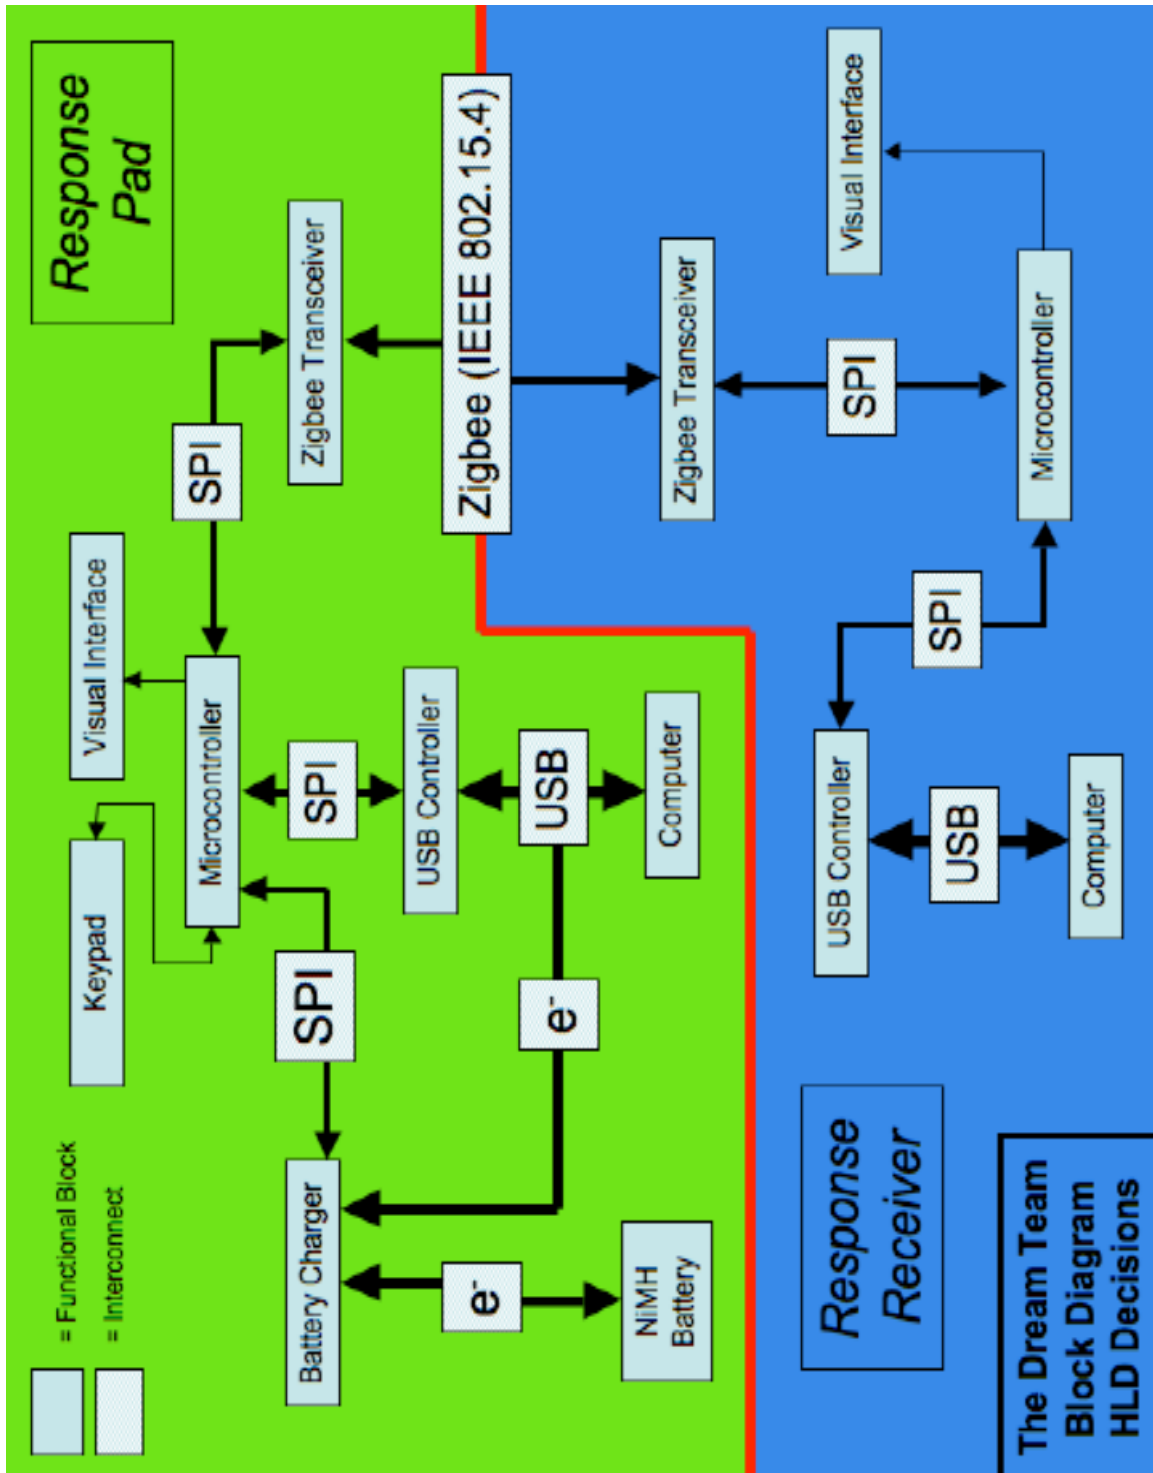 = Functional Block
= Interconnect
Response
Pad
Keypad
Visual Interface
Microcontroller
SPI
Zigbee Transceiver
SPI
SPI
Battery Charger
USB Controller
Zigbee (IEEE 802.15.4)
e-
e-
USB
NiMH
Battery
Computer
Zigbee Transceiver
Response
Receiver
USB Controller
SPI
SPI
Visual Interface
USB
Microcontroller
Computer
The Dream Team
Block Diagram
HLD Decisions